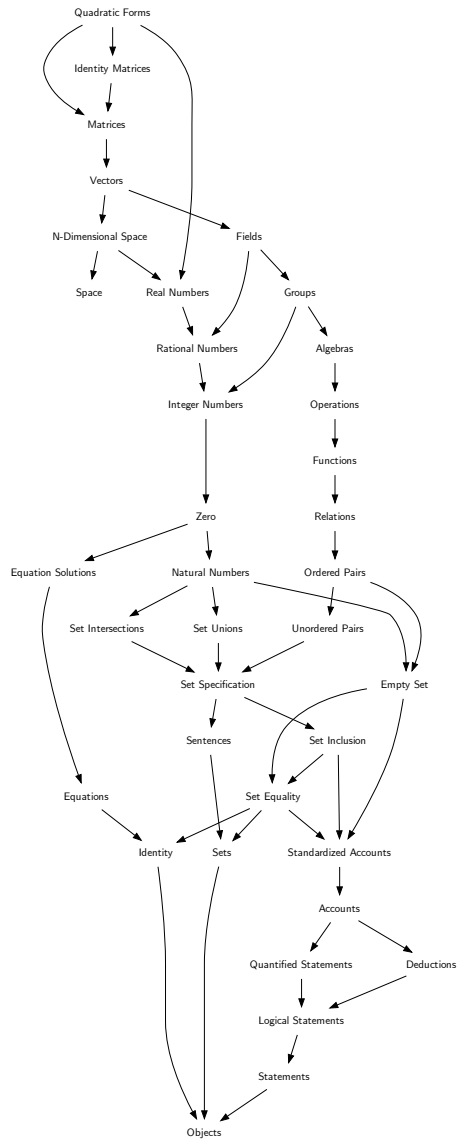 Quadratic Forms
Identity Matrices
Matrices
Vectors
N-Dimensional Space
Fields
Space
Real Numbers
Groups
Rational Numbers
Algebras
Integer Numbers
Operations
Functions
Zero
Relations
Equation Solutions
Natural Numbers
Ordered Pairs
Set Intersections
Set Unions
Unordered Pairs
Set Specification
Empty Set
Sentences
Set Inclusion
Equations
Set Equality
Identity
Sets
Standardized Accounts
Accounts
Quantified Statements
Deductions
Logical Statements
Statements
Objects